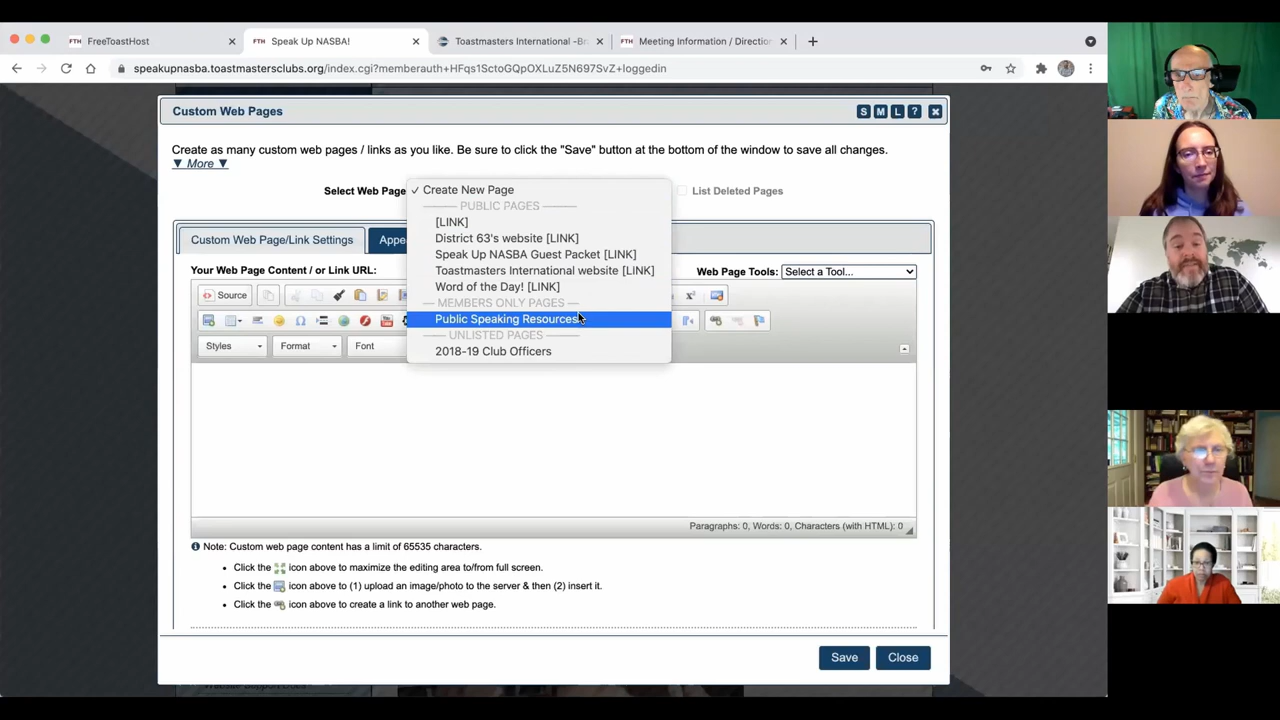 FTH FreeToastHost
FTH Speak Up NASBA!
Toastmasters International -Br
FTH Meeting Information / Direction
speakupnasba.toastmastersclubs.org/index.cgi?memberauth+HFqs1SctoGQpOXLuZ5N697SvZ+loggedin
Custom Web Pages
S M L ?
Create as many custom web pages / links as you like. Be sure to click the "Save" button at the bottom of the window to save all changes.
▼ More ▼
Select Web Page
✓ Create New Page
List Deleted Pages
PUBLIC PAGES
[LINK]
District 63's website [LINK]
Speak Up NASBA Guest Packet [LINK]
Toastmasters International website [LINK]
Word of the Day! [LINK]
MEMBERS ONLY PAGES
Public Speaking Resources
UNLISTED PAGES
2018-19 Club Officers
Custom Web Page/Link Settings
Appe
Your Web Page Content / or Link URL:
Web Page Tools: Select a Tool...
Source
Styles
Format
Font
Paragraphs: 0, Words: 0, Characters (with HTML): 0
Note: Custom web page content has a limit of 65535 characters.
• Click the icon above to maximize the editing area to/from full screen.
• Click the icon above to (1) upload an image/photo to the server & then (2) insert it.
• Click the icon above to create a link to another web page.
Save
Close
Website Support Docs